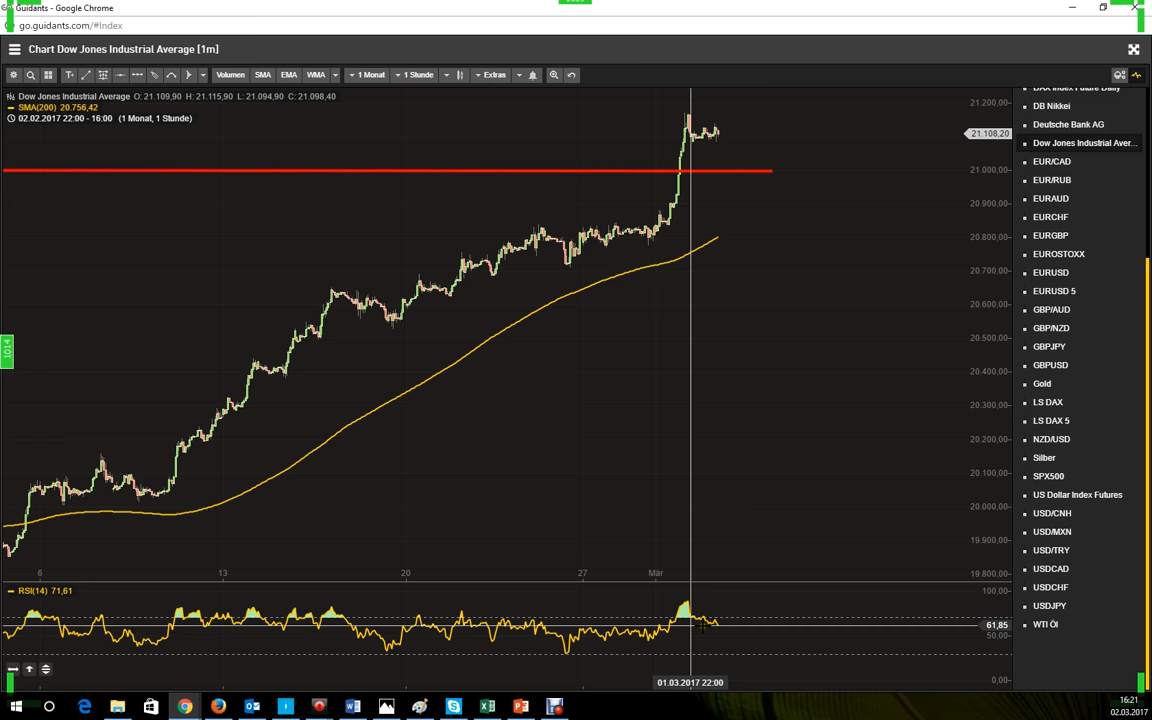 Guidants - Google Chrome
go.guidants.com/#Index
Chart Dow Jones Industrial Average [1m]
Volumen SMA EMA WMA 1 Monat 1 Stunde Extras
Dow Jones Industrial Average O: 21.109,90 H: 21.115,90 L: 21.094,90 C: 21.098,40
SMA(200) 20.756,42
02.02.2017 22:00 - 16:00 (1 Monat, 1 Stunde)
21.200,00
21.108,20
21.000,00
20.900,00
20.800,00
20.700,00
20.600,00
20.500,00
20.400,00
20.300,00
20.200,00
20.100,00
20.000,00
19.900,00
19.800,00
6 13 20 27 Mär
RSI(14) 71,61
100,00
61,85
50,00
0,00
01.03.2017 22:00
1014
DAX Index Future Daily
DB Nikkei
Deutsche Bank AG
Dow Jones Industrial Aver...
EUR/CAD
EUR/RUB
EURAUD
EURCHF
EURGBP
EUROSTOXX
EURUSD
EURUSD 5
GBP/AUD
GBP/NZD
GBPJPY
GBPUSD
Gold
LS DAX
LS DAX 5
NZD/USD
Silber
SPX500
US Dollar Index Futures
USD/CNH
USD/MXN
USD/TRY
USDCAD
USDCHF
USDJPY
WTI Öl
16:21
02.03.2017